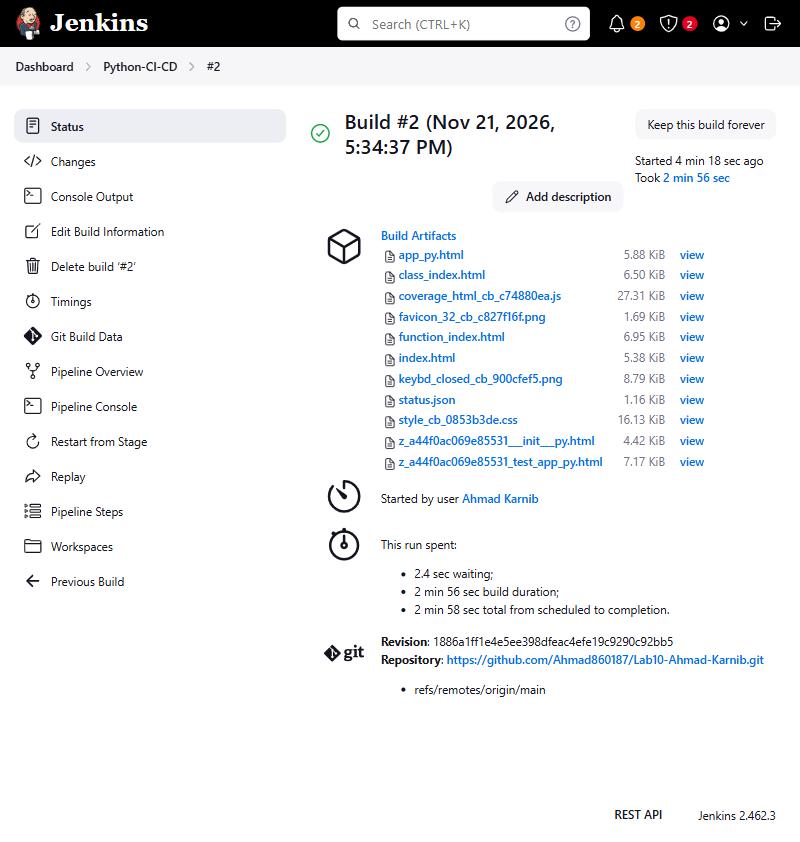 Jenkins
Search (CTRL+K)
2
2
Dashboard
Python-CI-CD
#2
Status
Changes
Console Output
Edit Build Information
Delete build ‘#2’
Timings
Git Build Data
Pipeline Overview
Pipeline Console
Restart from Stage
Replay
Pipeline Steps
Workspaces
Previous Build
Build #2 (Nov 21, 2026,
5:34:37 PM)
Keep this build forever
Started 4 min 18 sec ago
Took 2 min 56 sec
Add description
Build Artifacts
app_py.html 5.88 KiB view
class_index.html 6.50 KiB view
coverage_html_cb_c74880ea.js 27.31 KiB view
favicon_32_cb_c827f16f.png 1.69 KiB view
function_index.html 6.95 KiB view
index.html 5.38 KiB view
keybd_closed_cb_900cfef5.png 8.79 KiB view
status.json 1.16 KiB view
style_cb_0853b3de.css 16.13 KiB view
z_a44f0ac069e85531___init___py.html 4.42 KiB view
z_a44f0ac069e85531_test_app_py.html 7.17 KiB view
Started by user Ahmad Karnib
This run spent:
2.4 sec waiting;
2 min 56 sec build duration;
2 min 58 sec total from scheduled to completion.
git
Revision: 1886a1ff1e4e5ee398dfeac4efe19c9290c92bb5
Repository: https://github.com/Ahmad860187/Lab10-Ahmad-Karnib.git
refs/remotes/origin/main
REST API
Jenkins 2.462.3